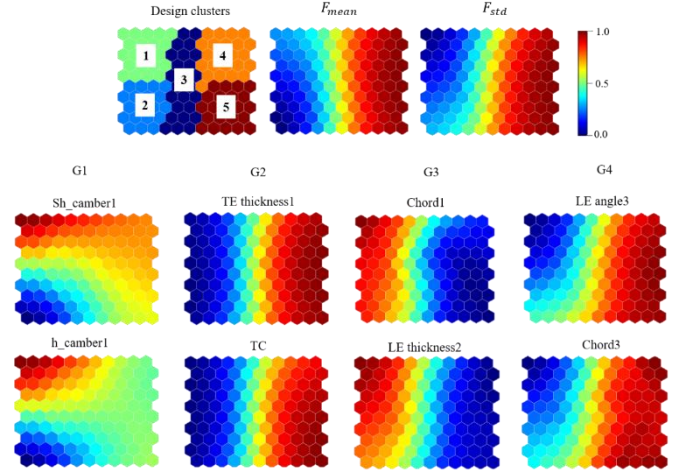 Design clusters
F_mean
F_std
1
4
3
2
5
1.0
0.5
0.0
G1
G2
G3
G4
Sh_camber1
TE thickness1
Chord1
LE angle3
h_camber1
TC
LE thickness2
Chord3